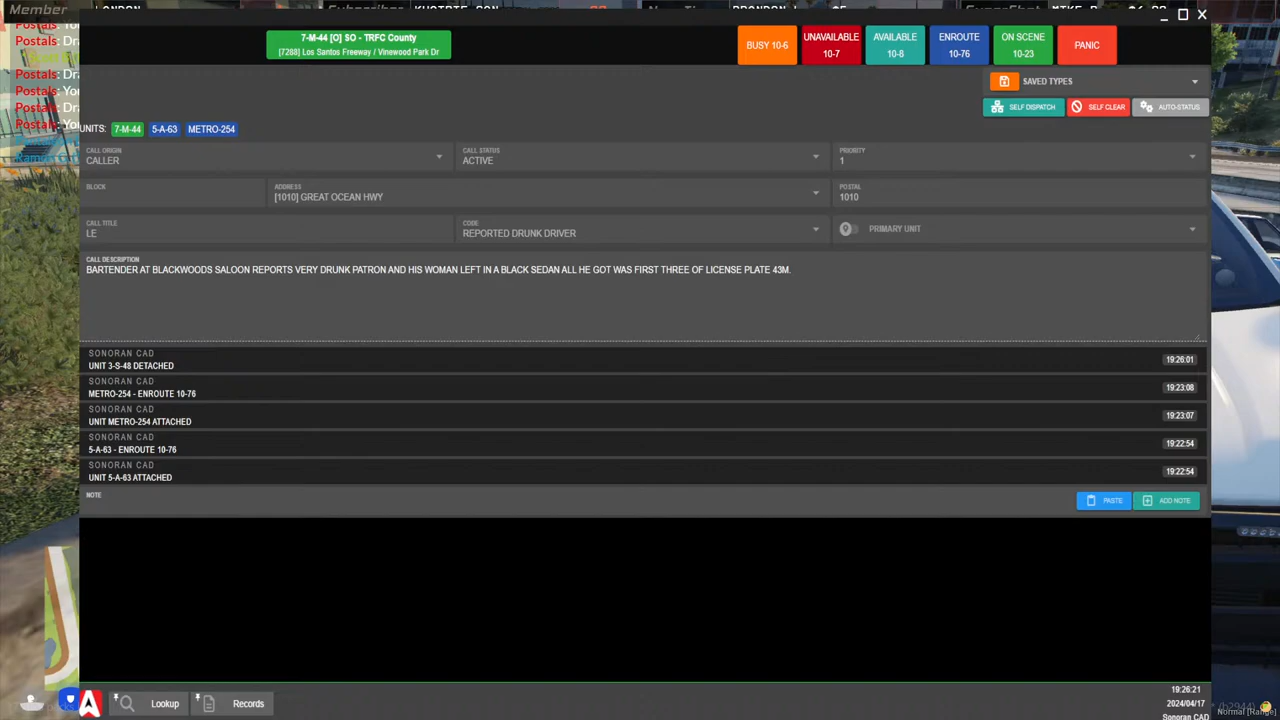 Member
Postals: Yo
Postals: Dra
Postals: Dra
Postals: You
Postals: Dra
Postals: You
7-M-44 [O] SO - TRFC County
[7288] Los Santos Freeway / Vinewood Park Dr
BUSY 10-6
UNAVAILABLE
10-7
AVAILABLE
10-8
ENROUTE
10-76
ON SCENE
10-23
PANIC
SAVED TYPES
SELF DISPATCH
SELF CLEAR
AUTO-STATUS
UNITS: 7-M-44 5-A-63 METRO-254
CALL ORIGIN
CALLER
CALL STATUS
ACTIVE
PRIORITY
1
BLOCK
ADDRESS
[1010] GREAT OCEAN HWY
POSTAL
1010
CALL TITLE
LE
CODE
REPORTED DRUNK DRIVER
PRIMARY UNIT
CALL DESCRIPTION
BARTENDER AT BLACKWOODS SALOON REPORTS VERY DRUNK PATRON AND HIS WOMAN LEFT IN A BLACK SEDAN ALL HE GOT WAS FIRST THREE OF LICENSE PLATE 43M.
SONORAN CAD
UNIT 3-S-48 DETACHED
19:26:01
SONORAN CAD
METRO-254 - ENROUTE 10-76
19:23:08
SONORAN CAD
UNIT METRO-254 ATTACHED
19:23:07
SONORAN CAD
5-A-63 - ENROUTE 10-76
19:22:54
SONORAN CAD
UNIT 5-A-63 ATTACHED
19:22:54
NOTE
PASTE
ADD NOTE
Lookup
Records
19:26:21
2024/04/17
Sonoran CAD
Normal [Range]